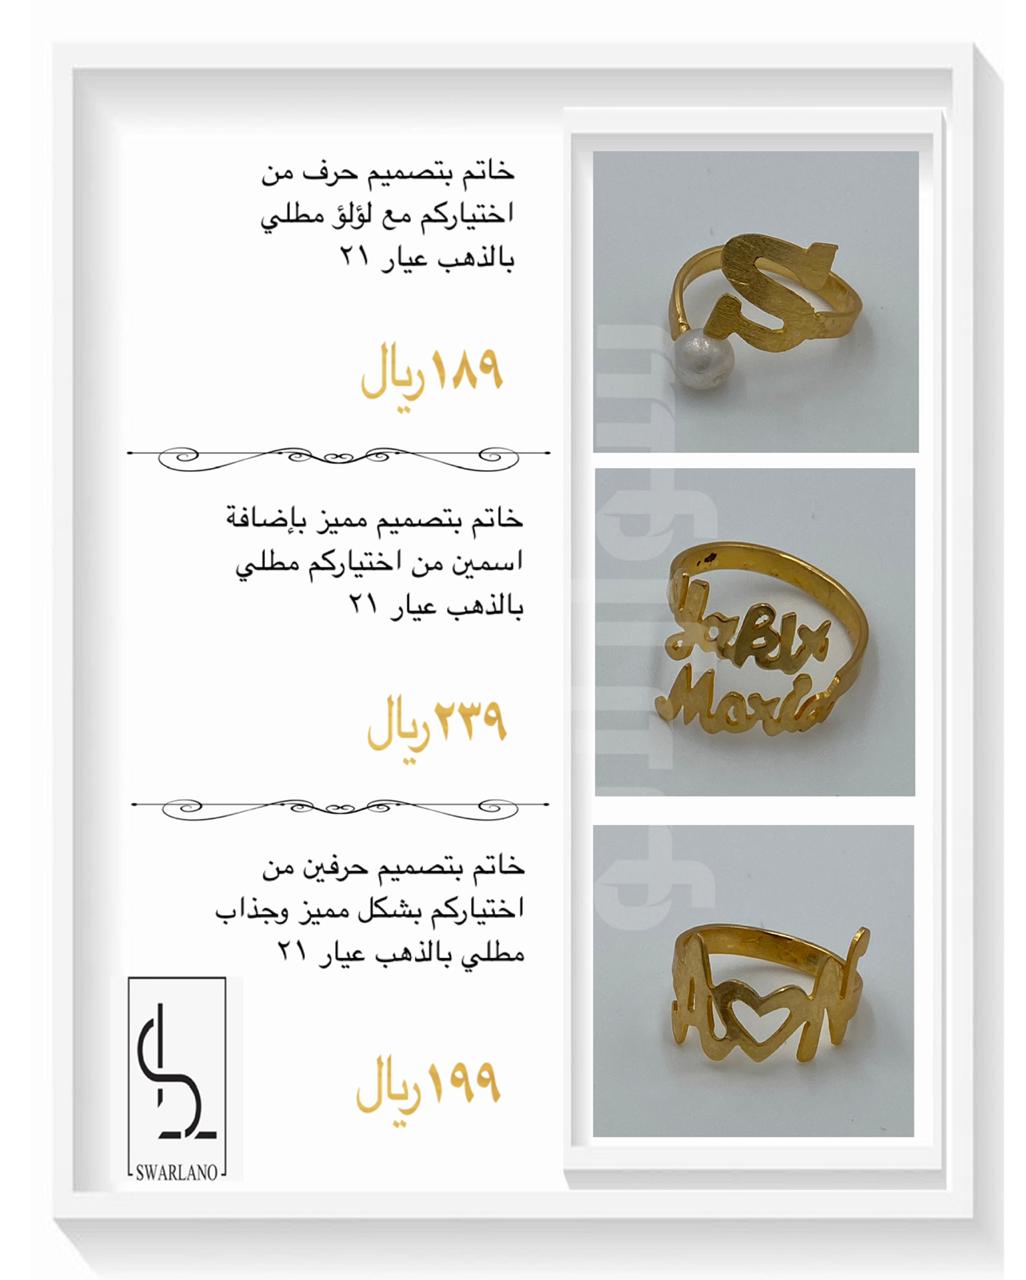 خاتم بتصميم حرف من
اختياركم مع لؤلؤ مطلي
بالذهب عيار ٢١
١٨٩ريال
خاتم بتصميم مميز بإضافة
اسمين من اختياركم مطلي
بالذهب عيار ٢١
٢٣٩ريال
خاتم بتصميم حرفين من
اختياركم بشكل مميز وجذاب
مطلي بالذهب عيار ٢١
١٩٩ريال
SWARLANO
S
Maria
A N